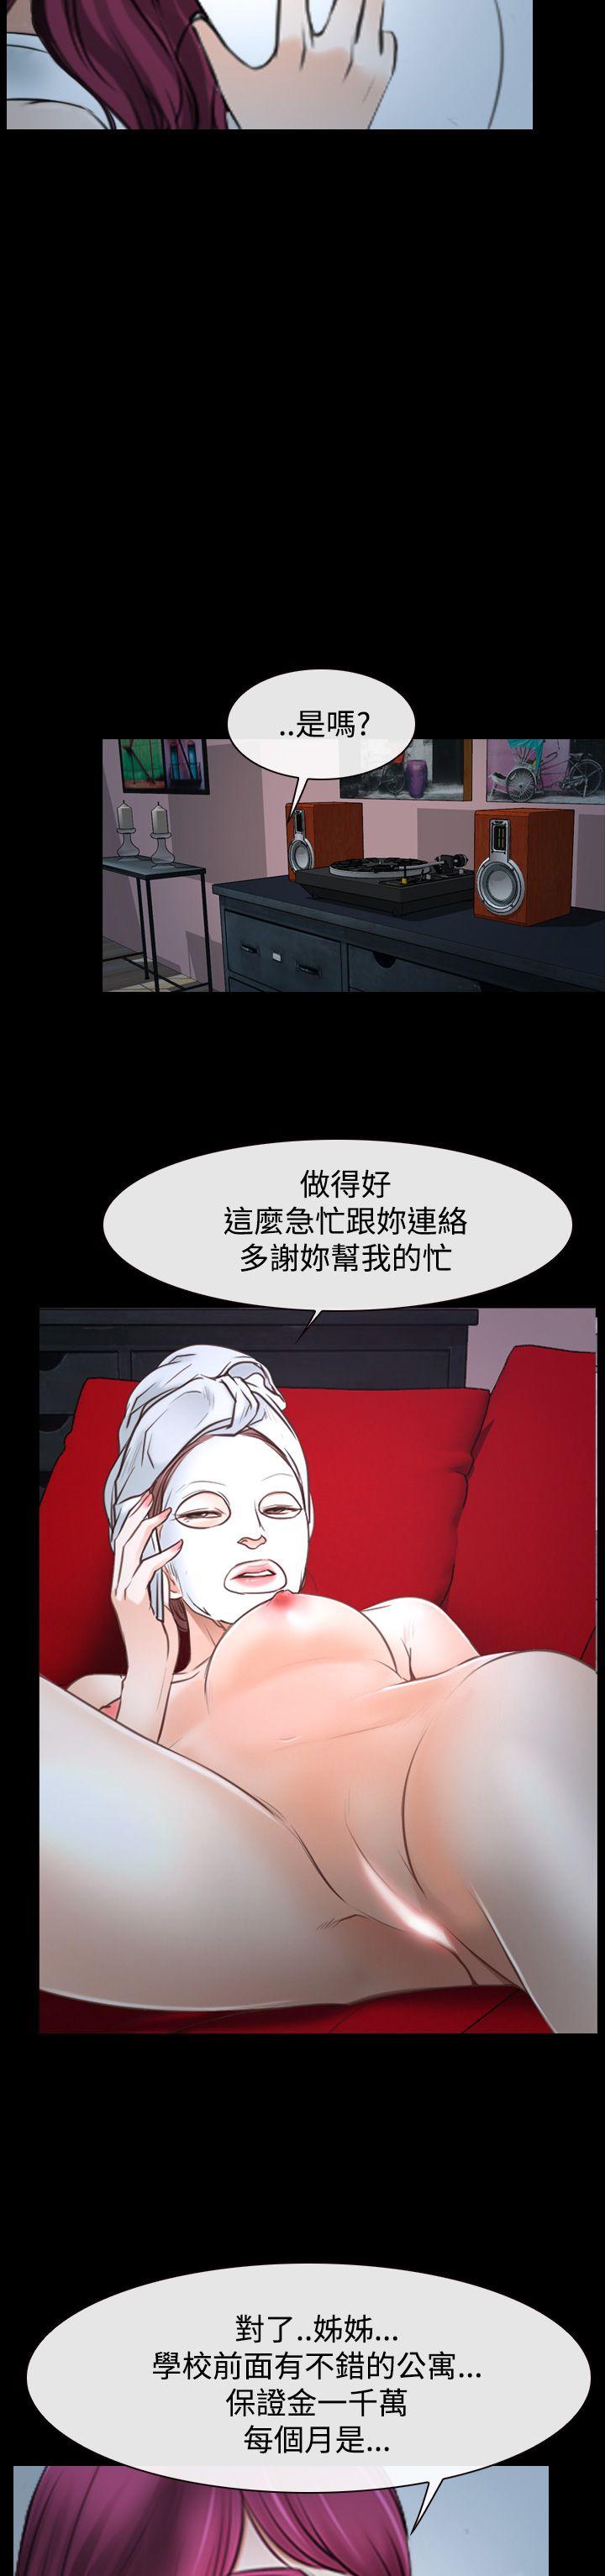 ..是嗎?
做得好
這麼急忙跟妳連絡
多謝妳幫我的忙
對了..姊姊...
學校前面有不錯的公寓...
保證金一千萬
每個月是...